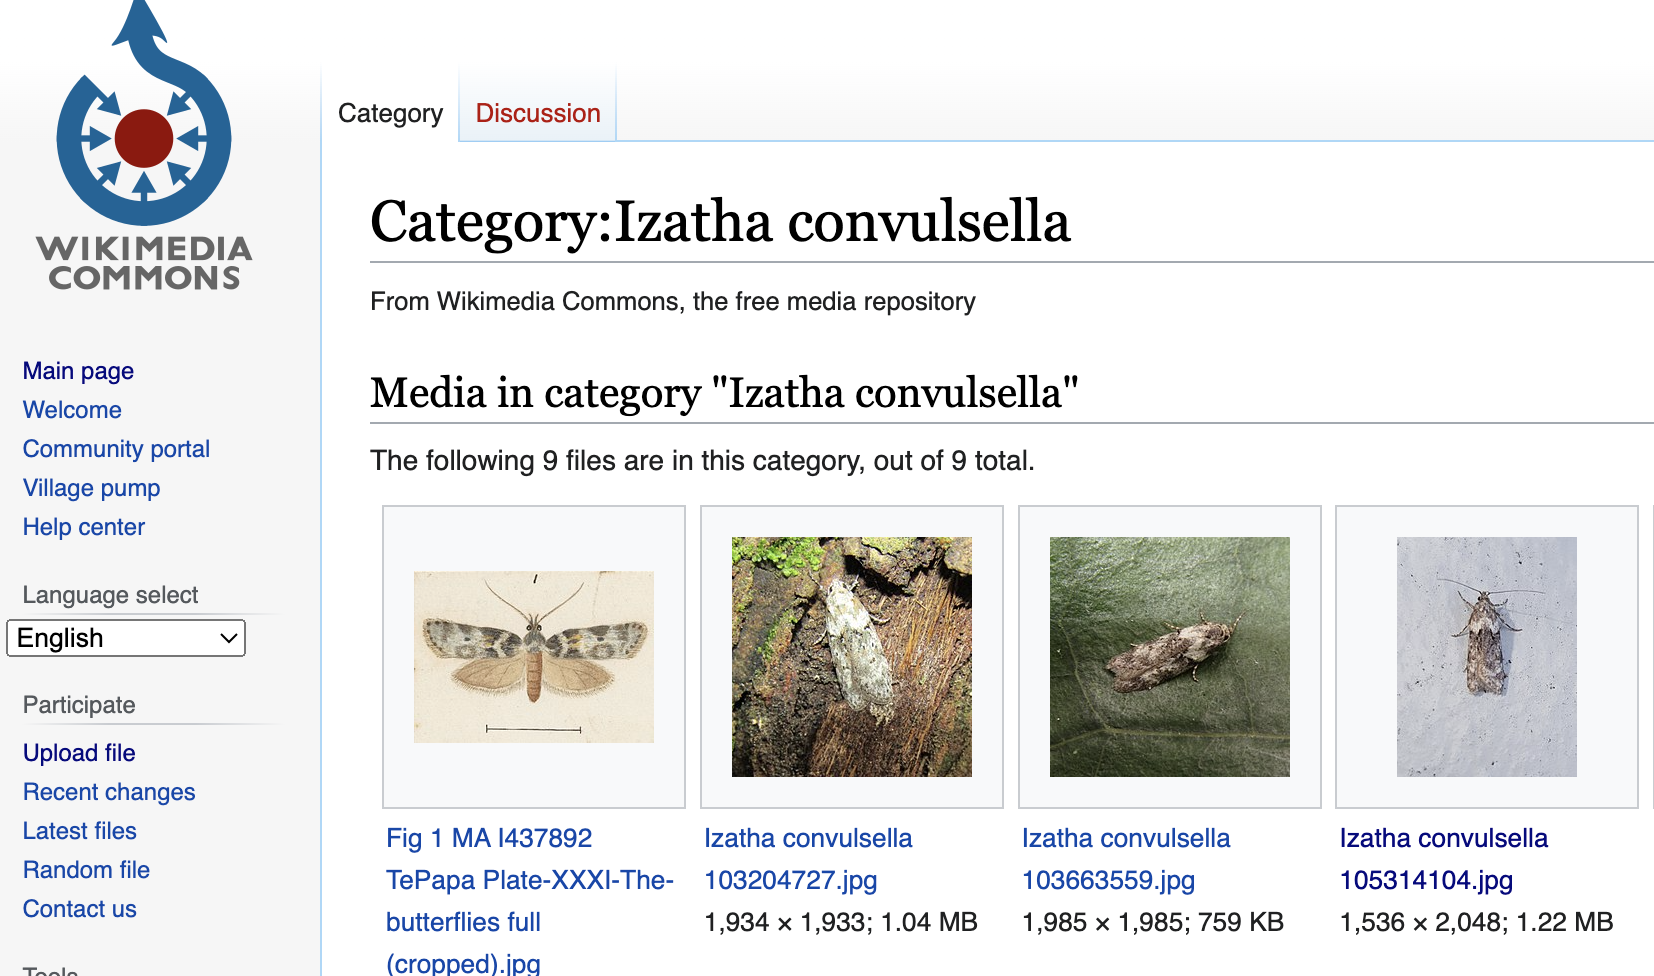 WIKIMEDIA
COMMONS
Main page
Welcome
Community portal
Village pump
Help center
Language select
English
Participate
Upload file
Recent changes
Latest files
Random file
Contact us
Tools
Category
Discussion
Category:Izatha convulsella
From Wikimedia Commons, the free media repository
Media in category "Izatha convulsella"
The following 9 files are in this category, out of 9 total.
Fig 1 MA I437892
TePapa Plate-XXXI-The-
butterflies full
(cropped).jpg
Izatha convulsella
103204727.jpg
1,934 × 1,933; 1.04 MB
Izatha convulsella
103663559.jpg
1,985 × 1,985; 759 KB
Izatha convulsella
105314104.jpg
1,536 × 2,048; 1.22 MB